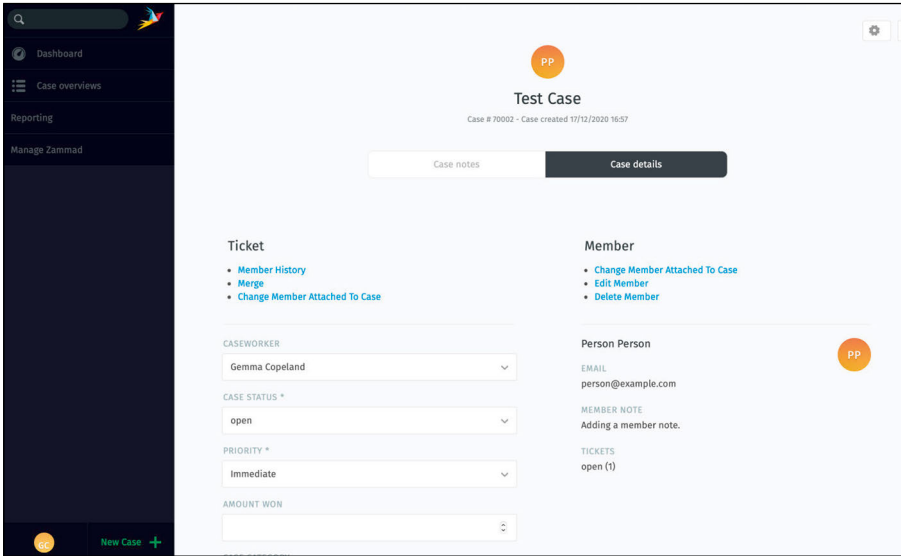 Dashboard
Case overviews
Reporting
Manage Zammad
GC
New Case
PP
Test Case
Case # 70002 - Case created 17/12/2020 16:57
Case notes
Case details
Ticket
Member History
Merge
Change Member Attached To Case
CASEWORKER
Gemma Copeland
CASE STATUS *
open
PRIORITY *
Immediate
AMOUNT WON
Member
Change Member Attached To Case
Edit Member
Delete Member
Person Person
PP
EMAIL
person@example.com
MEMBER NOTE
Adding a member note.
TICKETS
open (1)